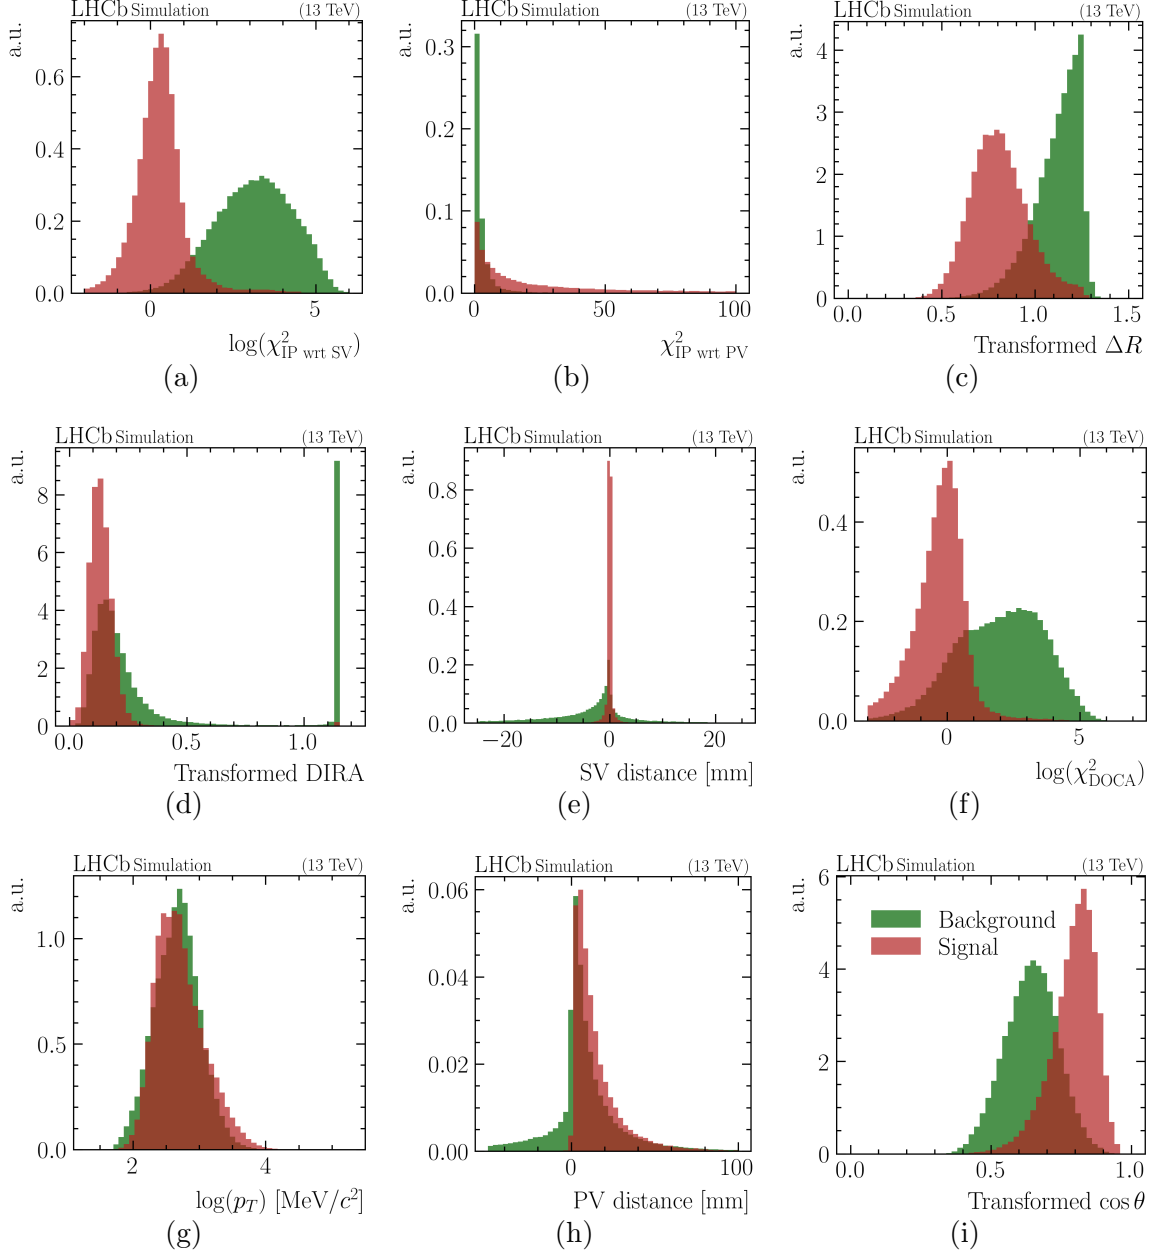 LHCb Simulation (13 TeV)
a.u.
0.6
0.4
0.2
0.0
0 5
log(χ²_IP wrt SV)
(a)
LHCb Simulation (13 TeV)
a.u.
0.3
0.2
0.1
0.0
0 50 100
χ²_IP wrt PV
(b)
LHCb Simulation (13 TeV)
a.u.
4
3
2
1
0
0.0 0.5 1.0 1.5
Transformed ΔR
(c)
LHCb Simulation (13 TeV)
a.u.
8
6
4
2
0
0.0 0.5 1.0
Transformed DIRA
(d)
LHCb Simulation (13 TeV)
a.u.
0.8
0.6
0.4
0.2
0.0
−20 0 20
SV distance [mm]
(e)
LHCb Simulation (13 TeV)
a.u.
0.4
0.2
0.0
0 5
log(χ²_DOCA)
(f)
LHCb Simulation (13 TeV)
a.u.
1.0
0.5
0.0
2 4
log(p_T) [MeV/c²]
(g)
LHCb Simulation (13 TeV)
a.u.
0.06
0.04
0.02
0.00
0 100
PV distance [mm]
(h)
LHCb Simulation (13 TeV)
a.u.
6
4
2
0
Background
Signal
0.0 0.5 1.0
Transformed cos θ
(i)